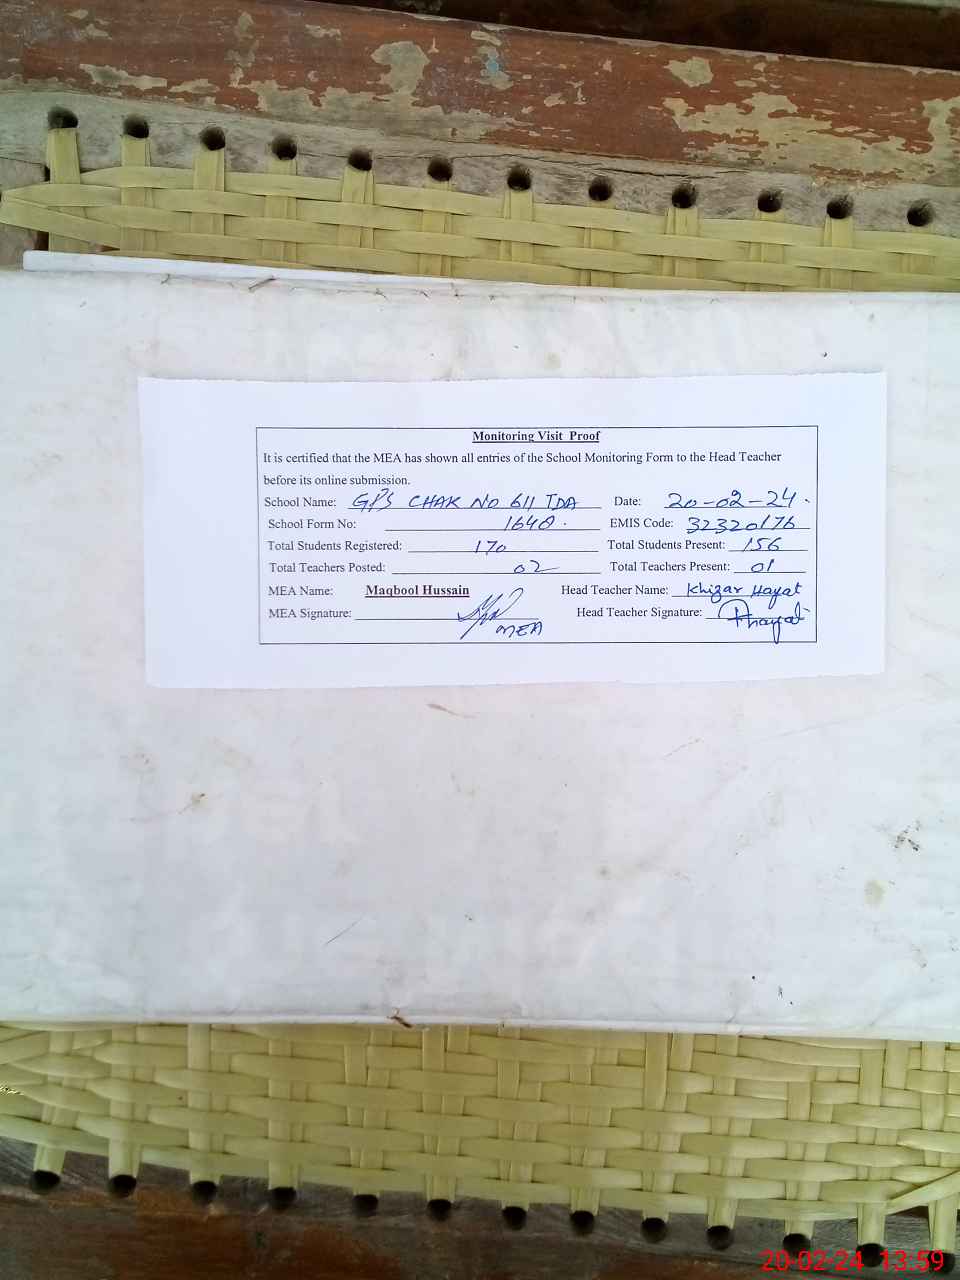 Monitoring Visit Proof
It is certified that the MEA has shown all entries of the School Monitoring Form to the Head Teacher
before its online submission.
School Name: GPS CHAK NO 611 TDA Date: 20-02-24.
School Form No: 1640. EMIS Code: 32320176
Total Students Registered: 170 Total Students Present: 156
Total Teachers Posted: 02 Total Teachers Present: 01
MEA Name: Maqbool Hussain Head Teacher Name: Khizar Hayat
MEA Signature: MEA Head Teacher Signature: Khayat
20-02-24 13:59